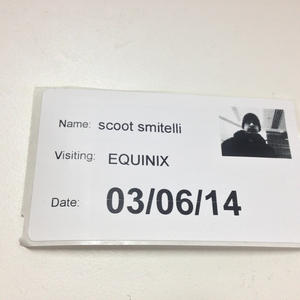 Name: scoot smitelli
Visiting: EQUINIX
Date: 03/06/14